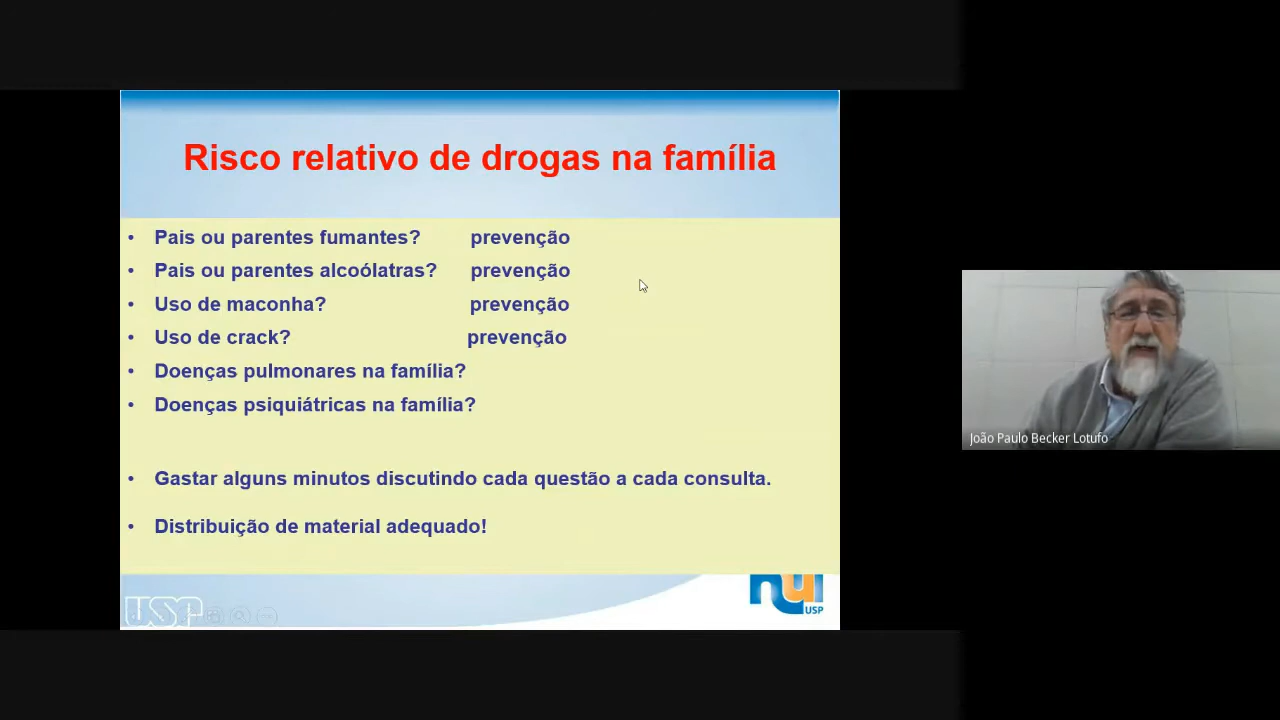 Risco relativo de drogas na família
• Pais ou parentes fumantes? prevenção
• Pais ou parentes alcoólatras? prevenção
• Uso de maconha? prevenção
• Uso de crack? prevenção
• Doenças pulmonares na família?
• Doenças psiquiátricas na família?
• Gastar alguns minutos discutindo cada questão a cada consulta.
• Distribuição de material adequado!
USP
USP
João Paulo Becker Lotufo